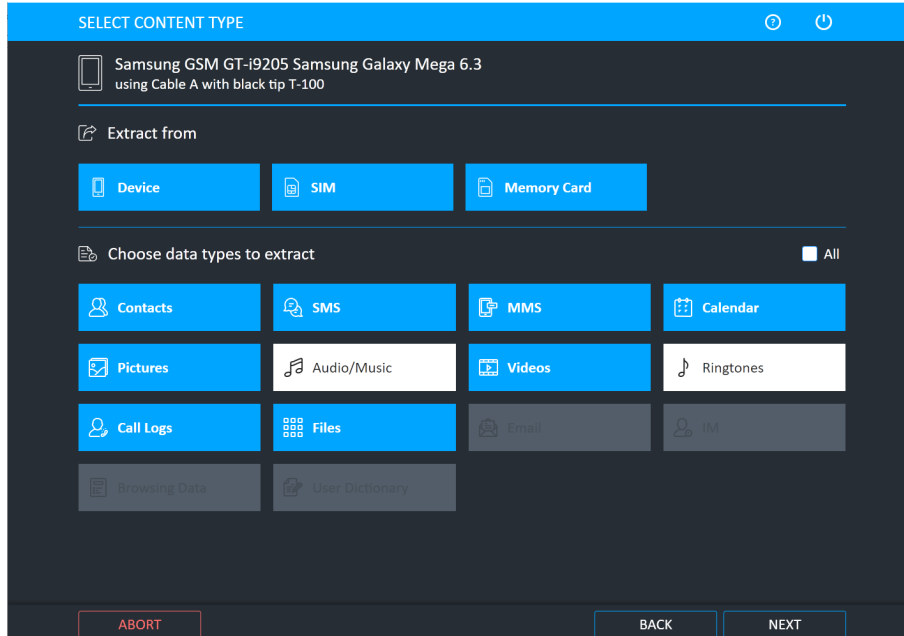 SELECT CONTENT TYPE
Samsung GSM GT-i9205 Samsung Galaxy Mega 6.3
using Cable A with black tip T-100
Extract from
Device SIM Memory Card
Choose data types to extract All
Contacts SMS MMS Calendar
Pictures Audio/Music Videos Ringtones
Call Logs Files Email IM
Browsing Data User Dictionary
ABORT BACK NEXT